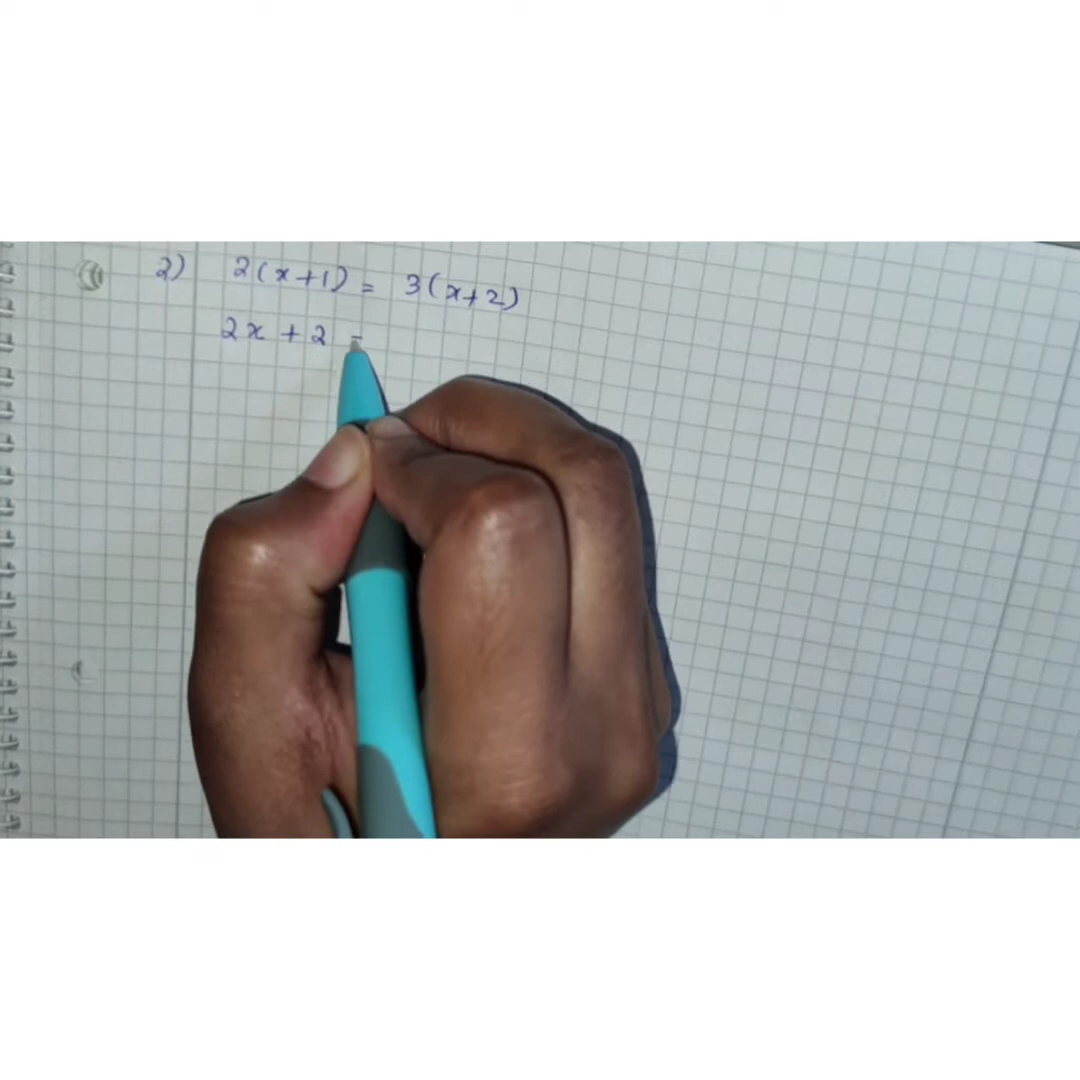 2) 2(x+1) = 3(x+2)
2x + 2 =